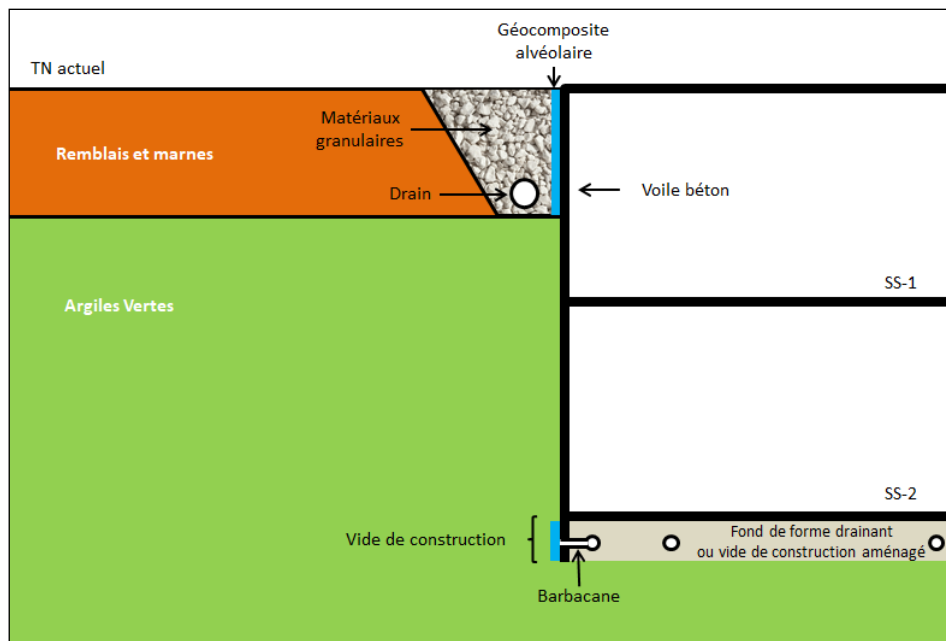 Géocomposite
alvéolaire
TN actuel
Matériaux
granulaires
Remblais et marnes
Drain
Voile béton
SS-1
Argiles Vertes
SS-2
Vide de construction
Fond de forme drainant
ou vide de construction aménagé
Barbacane